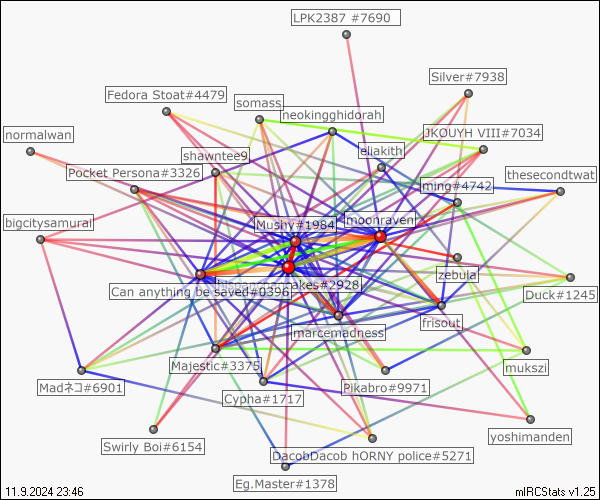 LPK2387 #7690
Silver#7938
Fedora Stoat#4479
somass
neokingghidorah
normalwan
JKOUYH VIII#7034
shawntee9
eliakith
Pocket Persona#3326
thesecondtwat
ming#4742
bigcitysamurai
Mushy#1984
moonraven
zebula
Can anything be saved#0396
cakes#2928
Duck#1245
frisout
marcemadness
Majestic#3375
mukszi
Madネコ#6901
Pikabro#9971
Cypha#1717
yoshimanden
Swirly Boi#6154
DacobDacob hORNY police#5271
Eg.Master#1378
11.9.2024 23:46
mIRCStats v1.25